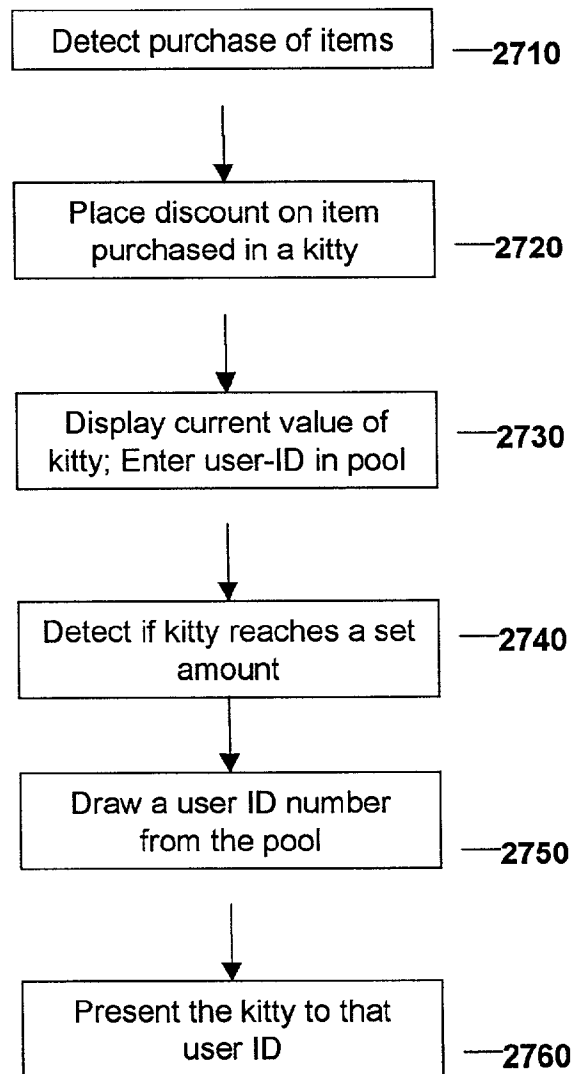 Detect purchase of items
2710
Place discount on item
purchased in a kitty
2720
Display current value of
kitty; Enter user-ID in pool
2730
Detect if kitty reaches a set
amount
2740
Draw a user ID number
from the pool
2750
Present the kitty to that
user ID
2760